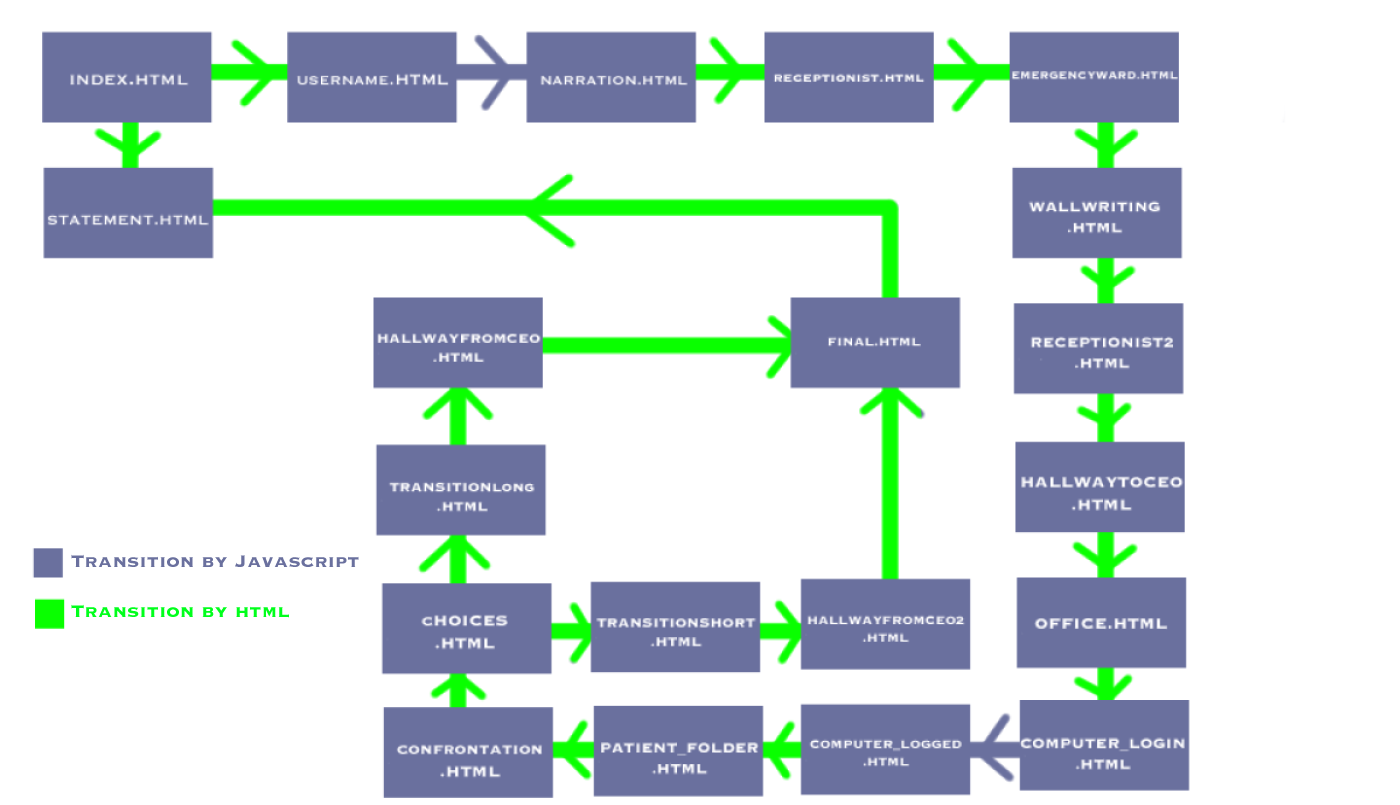 INDEX.HTML
USERNAME.HTML
NARRATION.HTML
RECEPTIONIST.HTML
EMERGENCYWARD.HTML
STATEMENT.HTML
WALLWRITING
.HTML
HALLWAYFROMCEO
.HTML
FINAL.HTML
RECEPTIONIST2
.HTML
TRANSITIONLONG
.HTML
HALLWAYTOCEO
.HTML
TRANSITION BY JAVASCRIPT
TRANSITION BY HTML
CHOICES
.HTML
TRANSITIONSHORT
.HTML
HALLWAYFROMCEO2
.HTML
OFFICE.HTML
CONFRONTATION
.HTML
PATIENT_FOLDER
.HTML
COMPUTER_LOGGED
.HTML
COMPUTER_LOGIN
.HTML